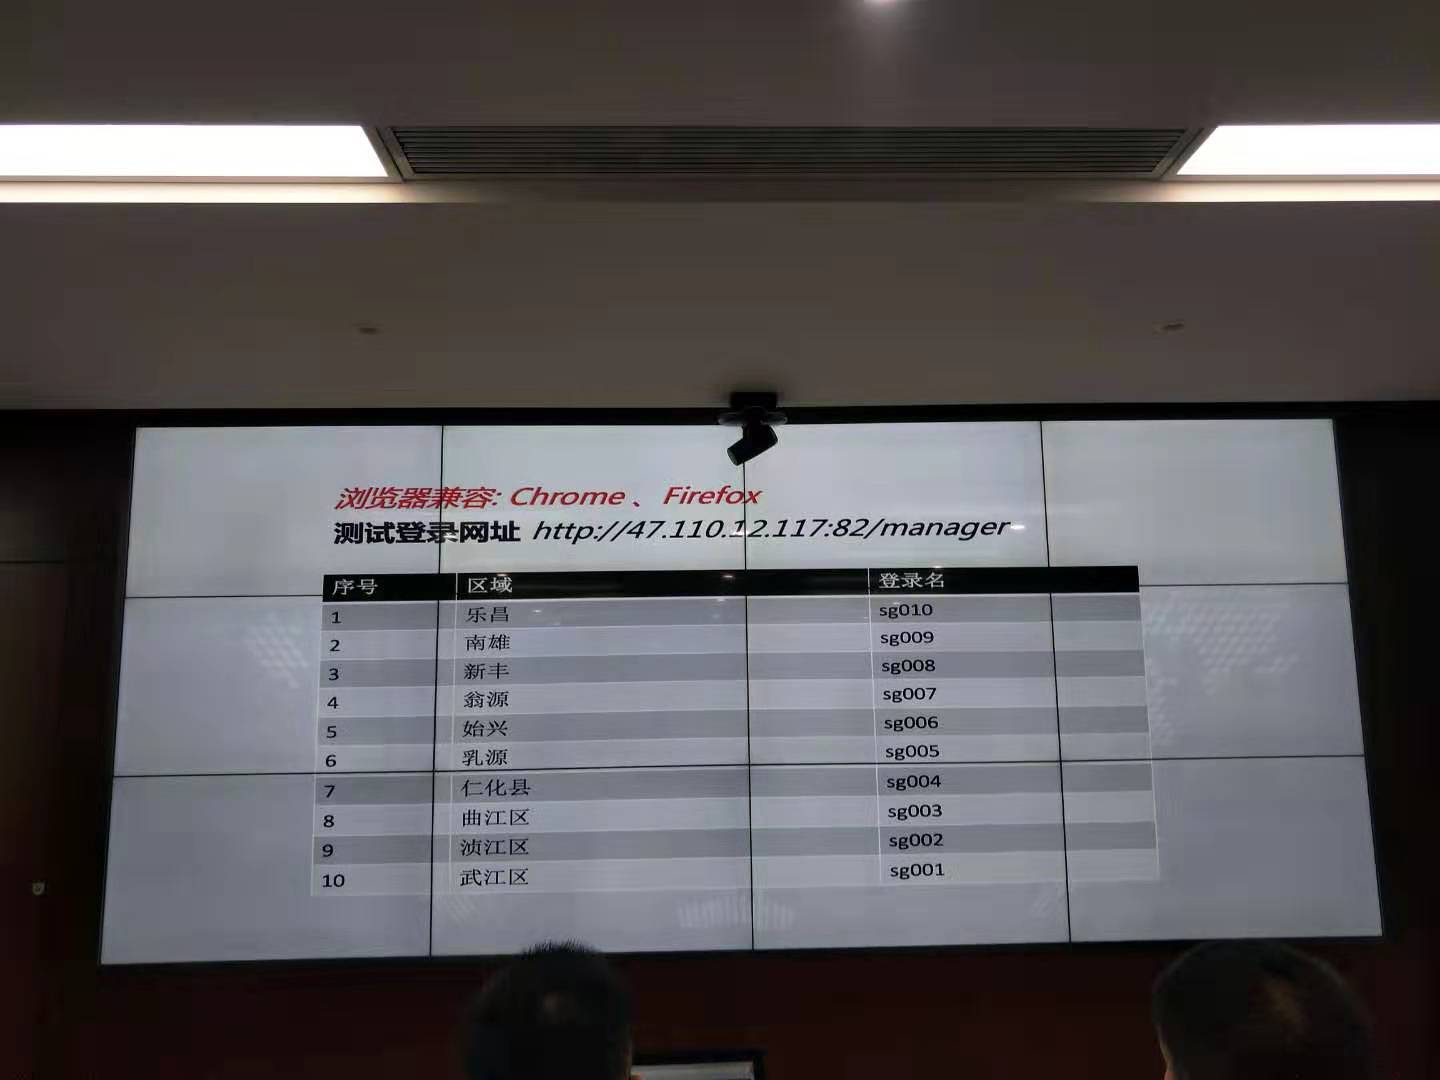 浏览器兼容: Chrome 、 Firefox
测试登录网址 http://47.110.12.117:82/manager
序号 区域 登录名
1 乐昌 sg010
2 南雄 sg009
3 新丰 sg008
4 翁源 sg007
5 始兴 sg006
6 乳源 sg005
7 仁化县 sg004
8 曲江区 sg003
9 浈江区 sg002
10 武江区 sg001